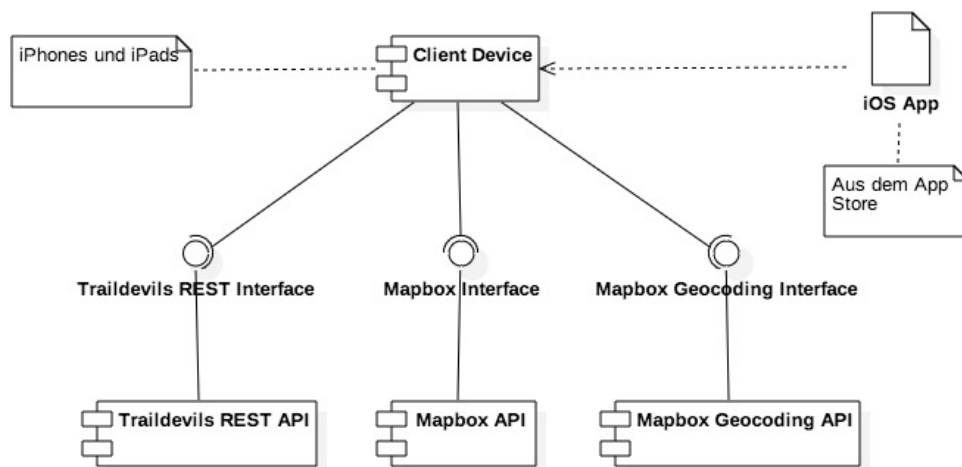 iPhones und iPads
Client Device
iOS App
Aus dem App
Store
Traildevils REST Interface
Mapbox Interface
Mapbox Geocoding Interface
Traildevils REST API
Mapbox API
Mapbox Geocoding API